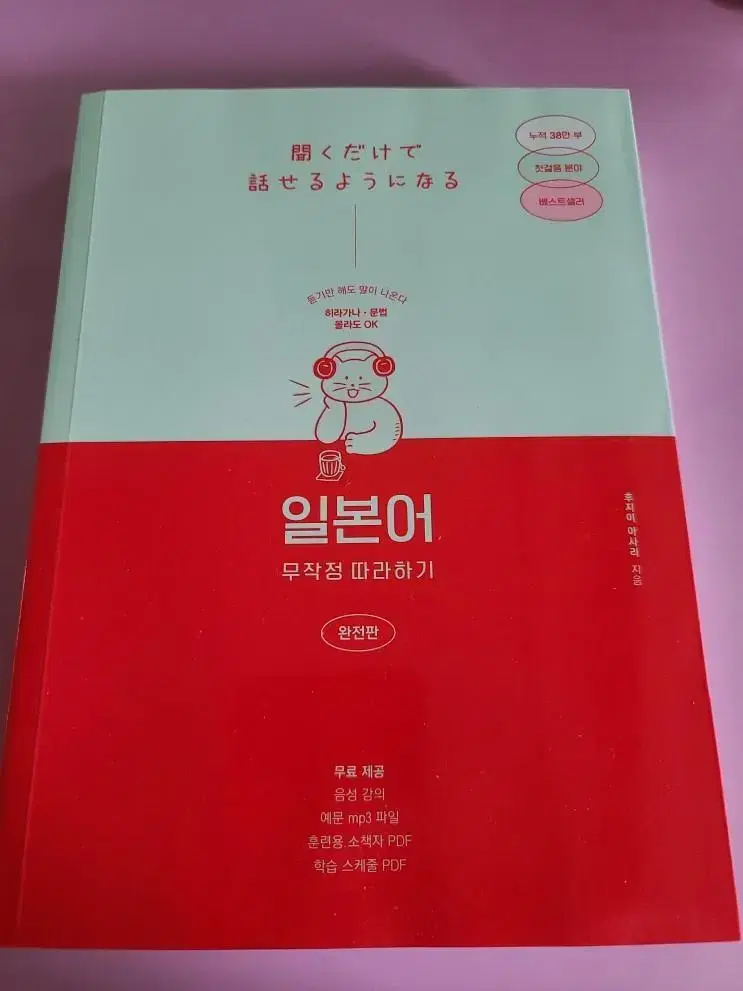 聞くだけで
話せるようになる
누적 38만 부
첫걸음 분야
베스트셀러
듣기만 해도 말이 나온다
히라가나 · 문법
몰라도 OK
일본어
무작정 따라하기
완전판
후지이 아사리 지음
무료 제공
음성 강의
예문 mp3 파일
훈련용 소책자 PDF
학습 스케줄 PDF